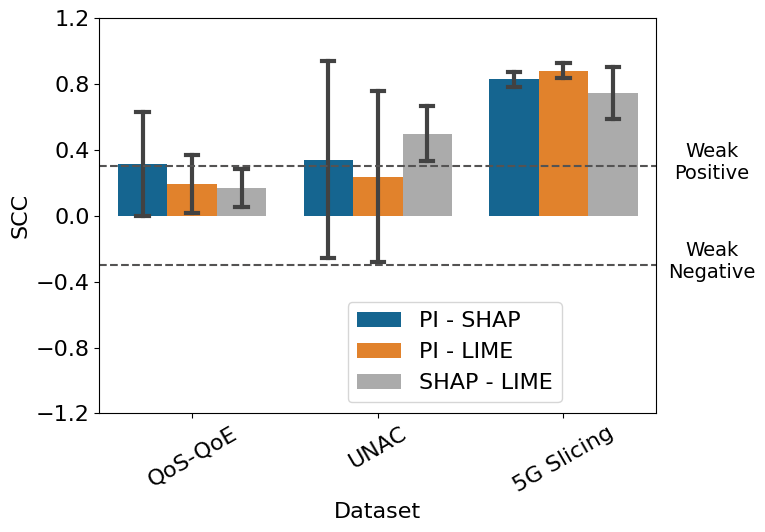 1.2
0.8
0.4
0.0
−0.4
−0.8
−1.2
SCC
Weak
Positive
Weak
Negative
PI - SHAP
PI - LIME
SHAP - LIME
QoS-QoE
UNAC
5G Slicing
Dataset